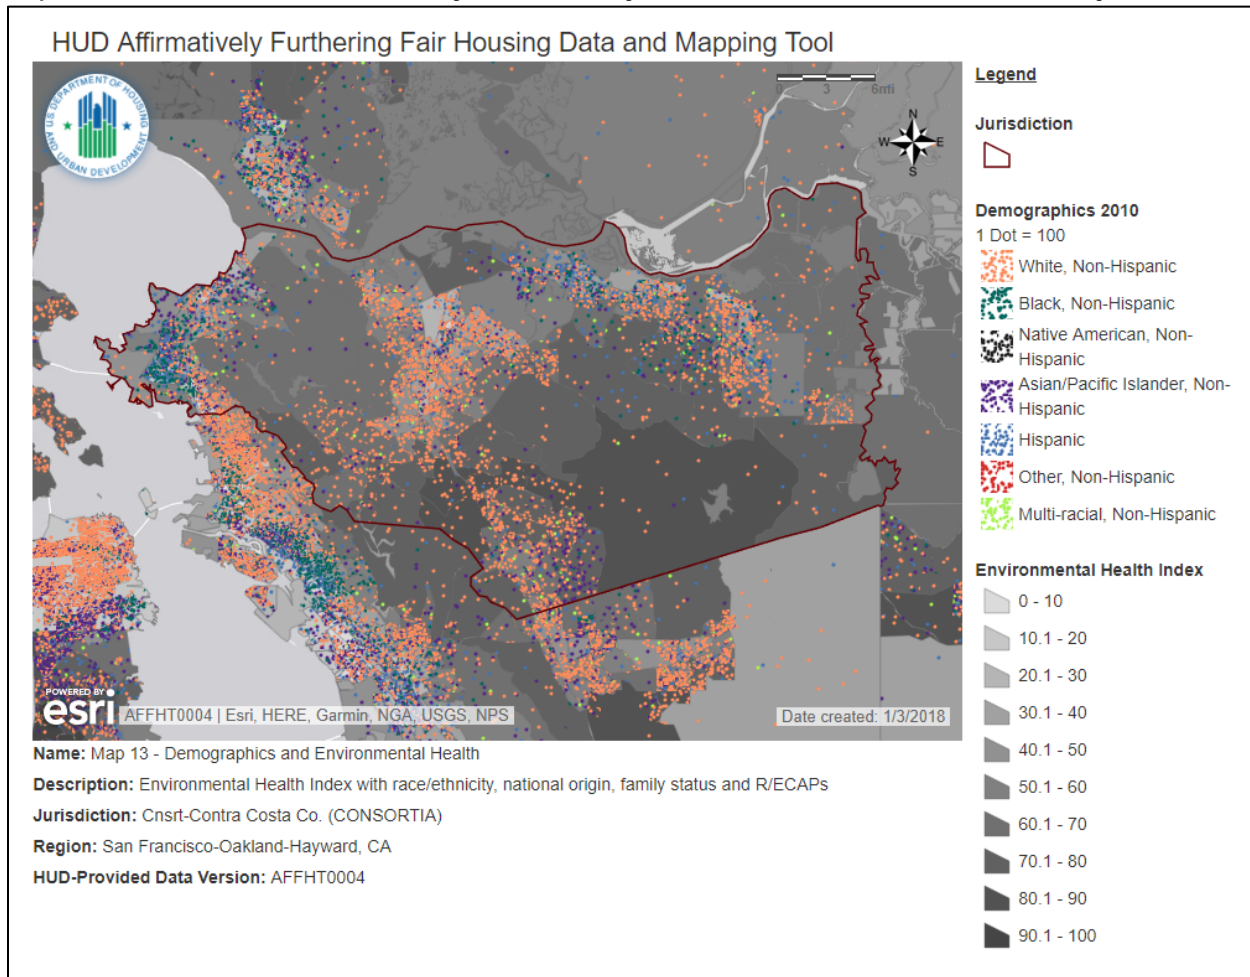 HUD Affirmatively Furthering Fair Housing Data and Mapping Tool
U.S. DEPARTMENT OF HOUSING
AND URBAN DEVELOPMENT
0 3 6mi
N
W E
S
POWERED BY
esri
AFFHT0004 | Esri, HERE, Garmin, NGA, USGS, NPS
Date created: 1/3/2018
Legend
Jurisdiction
Demographics 2010
1 Dot = 100
White, Non-Hispanic
Black, Non-Hispanic
Native American, Non-
Hispanic
Asian/Pacific Islander, Non-
Hispanic
Hispanic
Other, Non-Hispanic
Multi-racial, Non-Hispanic
Environmental Health Index
0 - 10
10.1 - 20
20.1 - 30
30.1 - 40
40.1 - 50
50.1 - 60
60.1 - 70
70.1 - 80
80.1 - 90
90.1 - 100
Name: Map 13 - Demographics and Environmental Health
Description: Environmental Health Index with race/ethnicity, national origin, family status and R/ECAPs
Jurisdiction: Cnsrt-Contra Costa Co. (CONSORTIA)
Region: San Francisco-Oakland-Hayward, CA
HUD-Provided Data Version: AFFHT0004